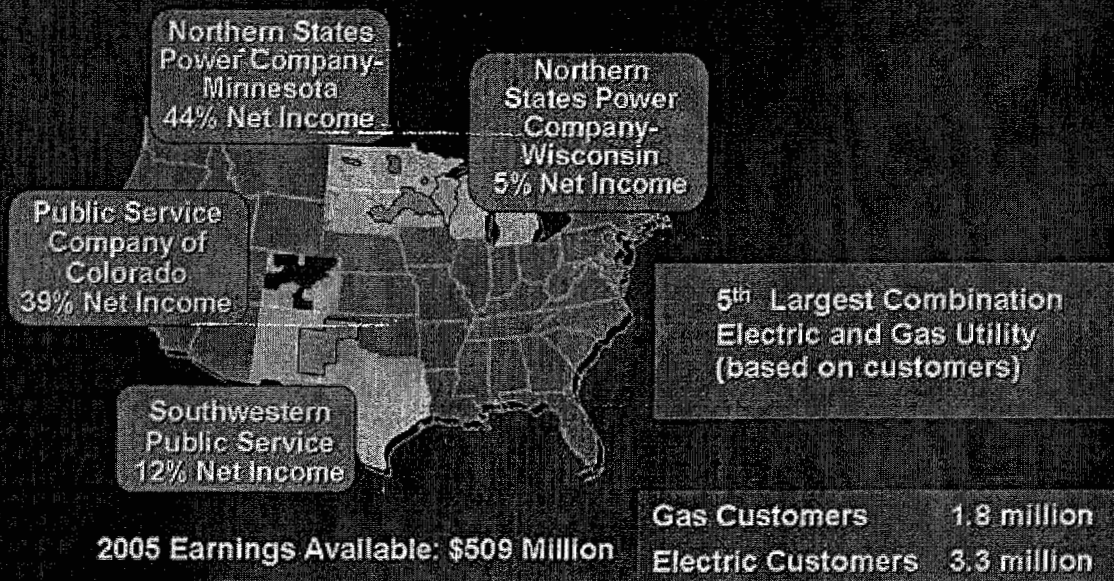 Northern States
Power Company-
Minnesota
44% Net Income
Northern
States Power
Company-
Wisconsin
5% Net Income
Public Service
Company of
Colorado
39% Net Income
5th Largest Combination
Electric and Gas Utility
(based on customers)
Southwestern
Public Service
12% Net Income
2005 Earnings Available: $509 Million
Gas Customers 1.8 million
Electric Customers 3.3 million